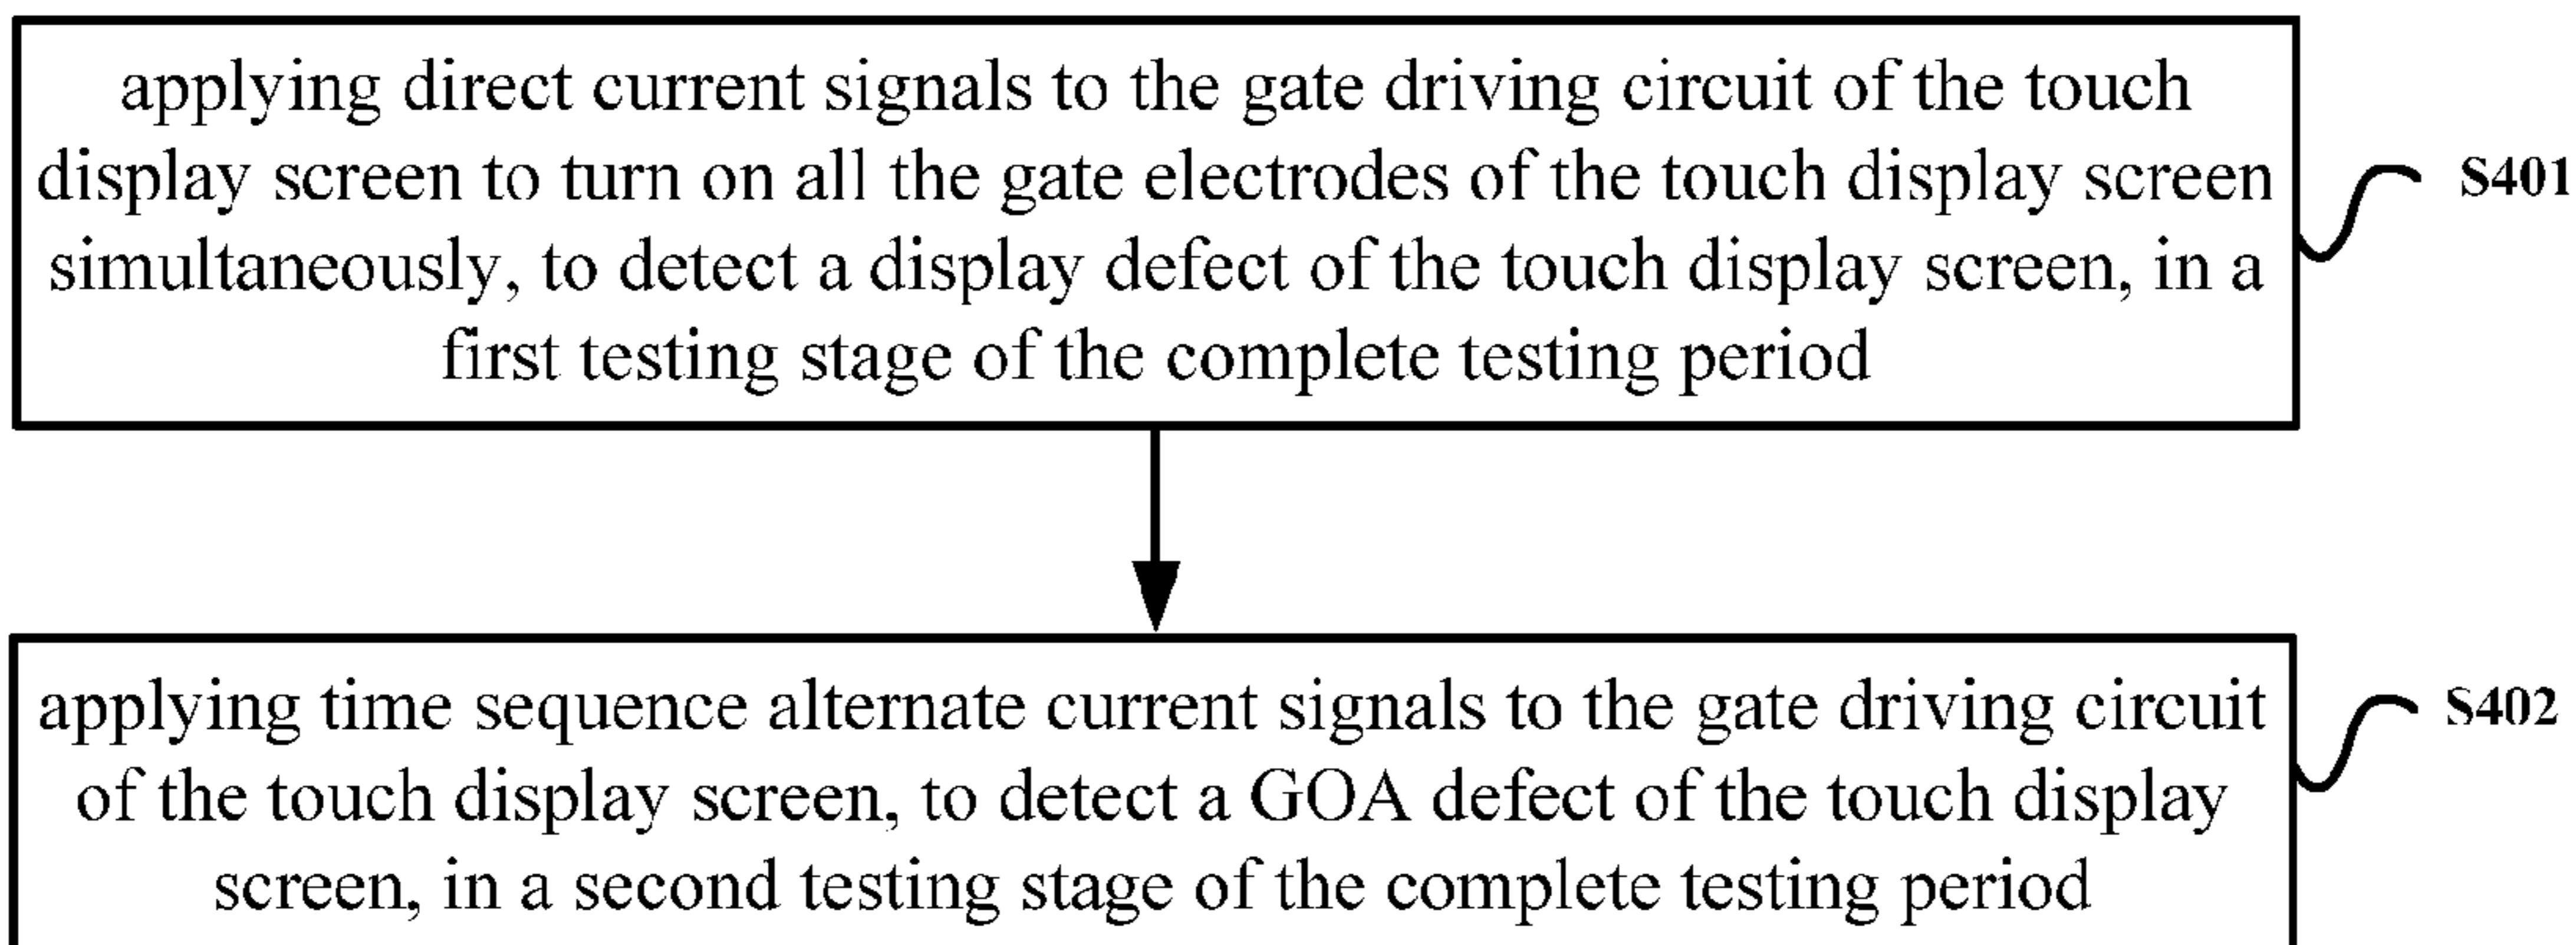 applying direct current signals to the gate driving circuit of the touch
display screen to turn on all the gate electrodes of the touch display screen
simultaneously, to detect a display defect of the touch display screen, in a
first testing stage of the complete testing period
S401
applying time sequence alternate current signals to the gate driving circuit
of the touch display screen, to detect a GOA defect of the touch display
screen, in a second testing stage of the complete testing period
S402